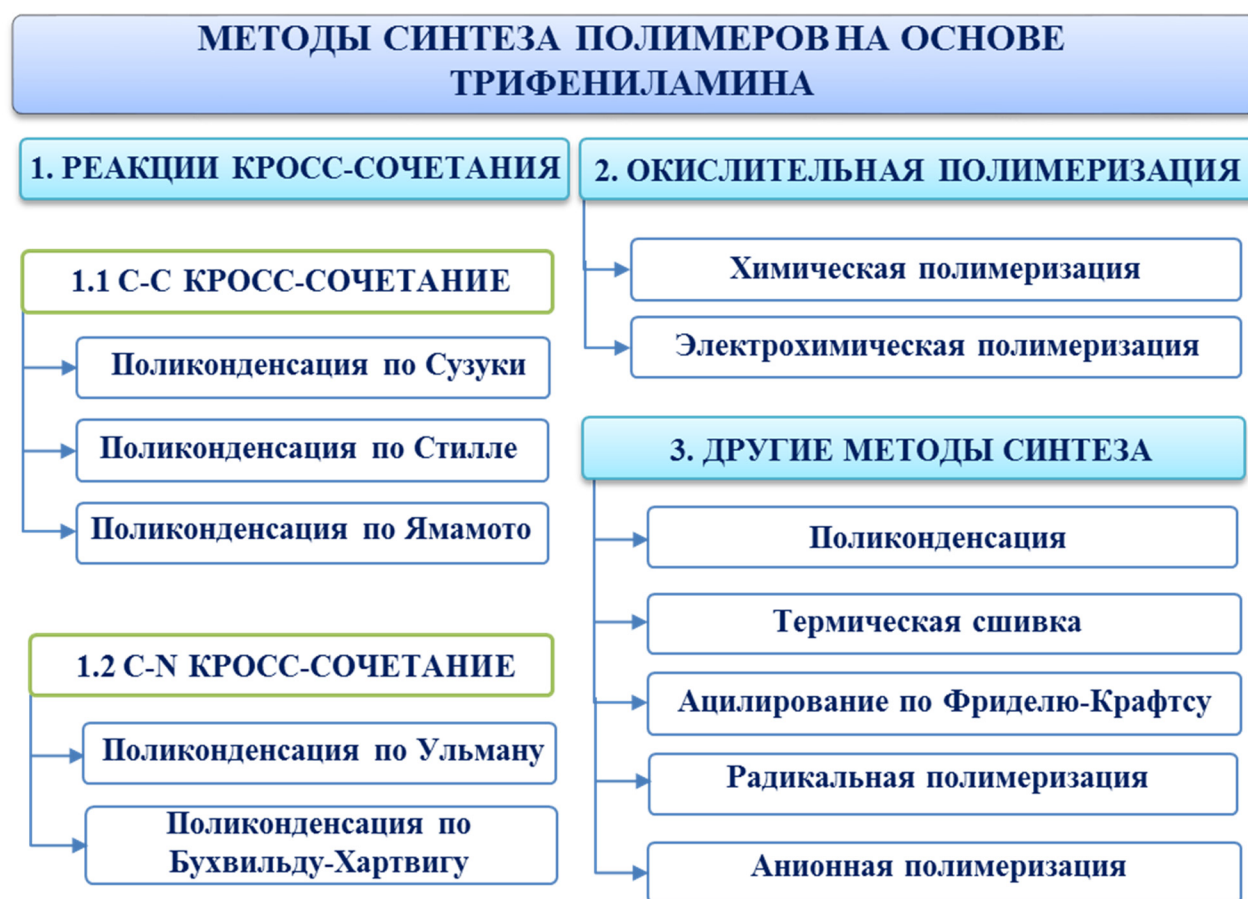 МЕТОДЫ СИНТЕЗА ПОЛИМЕРОВ НА ОСНОВЕ
ТРИФЕНИЛАМИНА
1. РЕАКЦИИ КРОСС-СОЧЕТАНИЯ
1.1 С-С КРОСС-СОЧЕТАНИЕ
Поликонденсация по Сузуки
Поликонденсация по Стилле
Поликонденсация по Ямамото
1.2 C-N КРОСС-СОЧЕТАНИЕ
Поликонденсация по Ульману
Поликонденсация по
Бухвильду-Хартвигу
2. ОКИСЛИТЕЛЬНАЯ ПОЛИМЕРИЗАЦИЯ
Химическая полимеризация
Электрохимическая полимеризация
3. ДРУГИЕ МЕТОДЫ СИНТЕЗА
Поликонденсация
Термическая сшивка
Ацилирование по Фриделю-Крафтсу
Радикальная полимеризация
Анионная полимеризация